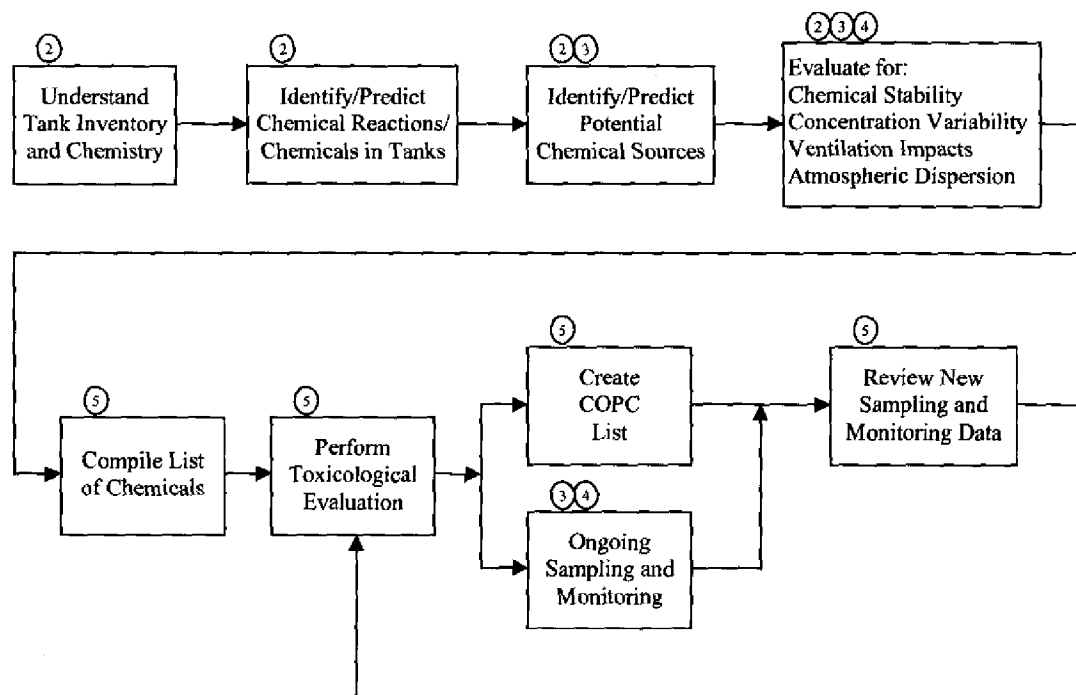 ②
Understand
Tank Inventory
and Chemistry
②
Identify/Predict
Chemical Reactions/
Chemicals in Tanks
②③
Identify/Predict
Potential
Chemical Sources
②③④
Evaluate for:
Chemical Stability
Concentration Variability
Ventilation Impacts
Atmospheric Dispersion
⑤
Compile List
of Chemicals
⑤
Perform
Toxicological
Evaluation
⑤
Create
COPC
List
③④
Ongoing
Sampling and
Monitoring
⑤
Review New
Sampling and
Monitoring Data